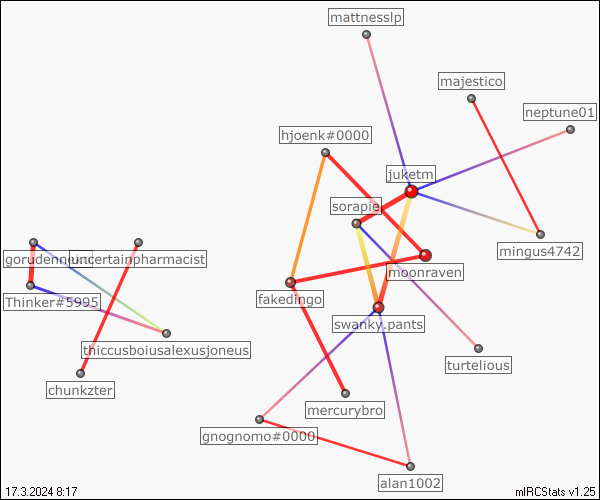 mattnesslp
majestico
neptune01
hjoenk#0000
juketm
sorapie
mingus4742
uncertainpharmacist
moonraven
Thinker#5995
fakedingo
swanky.pants
thiccusboiusalexusjoneus
turtelious
chunkzter
mercurybro
gnognomo#0000
alan1002
17.3.2024 8:17
mIRCStats v1.25